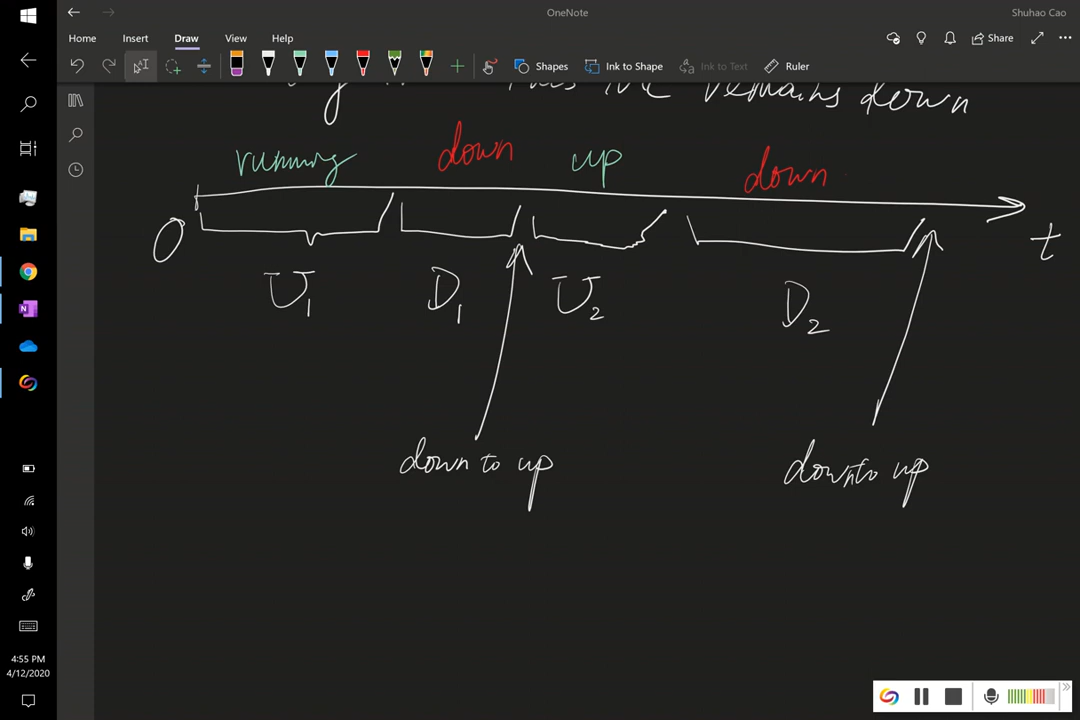 OneNote
Shuhao Cao
Home Insert Draw View Help
Share
Shapes Ink to Shape Ink to Text Ruler
remains down
running down up down
0 t
U1 D1 U2 D2
down to up down to up
4:55 PM
4/12/2020